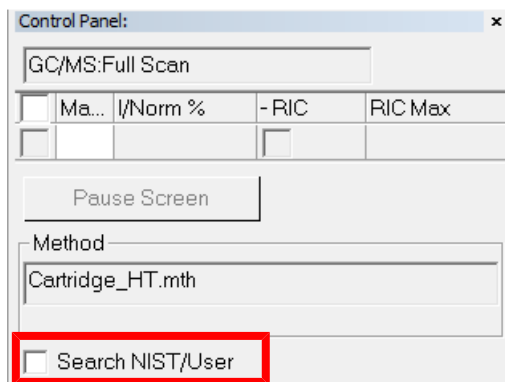 Control Panel:
GC/MS:Full Scan
Ma... I/Norm % - RIC RIC Max
Pause Screen
Method
Cartridge_HT.mth
Search NIST/User